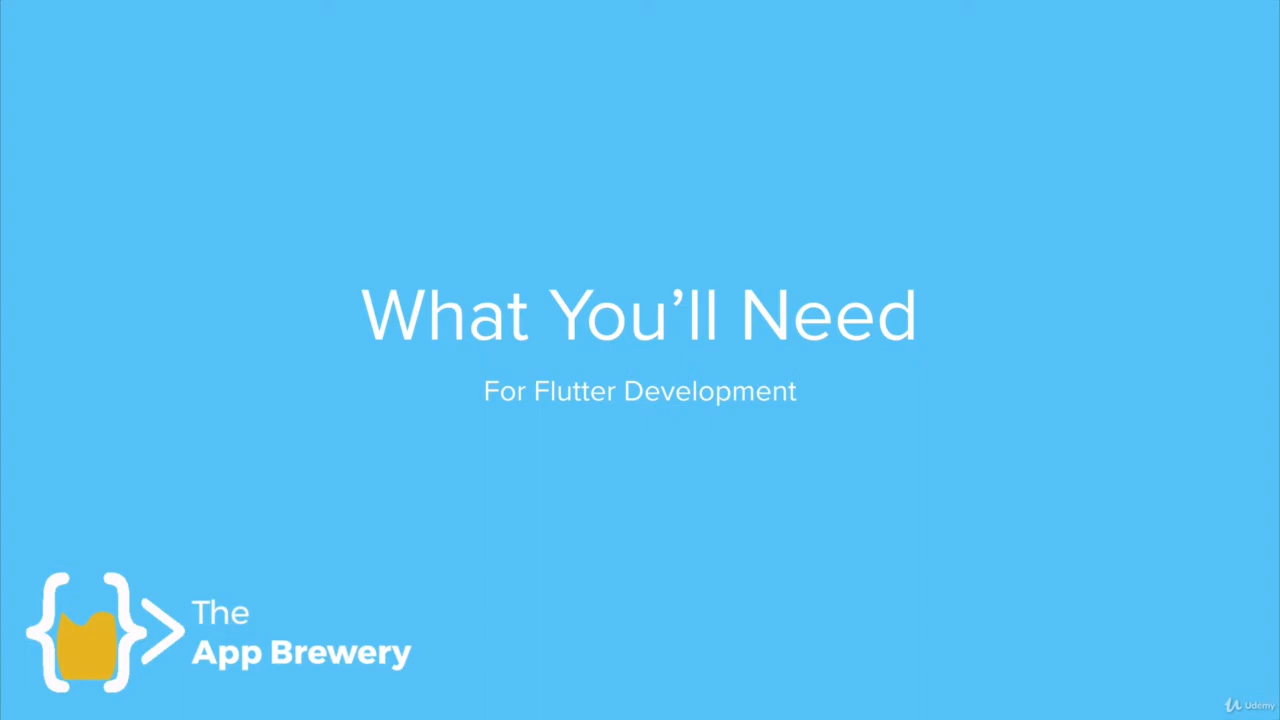 What You’ll Need
For Flutter Development
The
App Brewery
Udemy